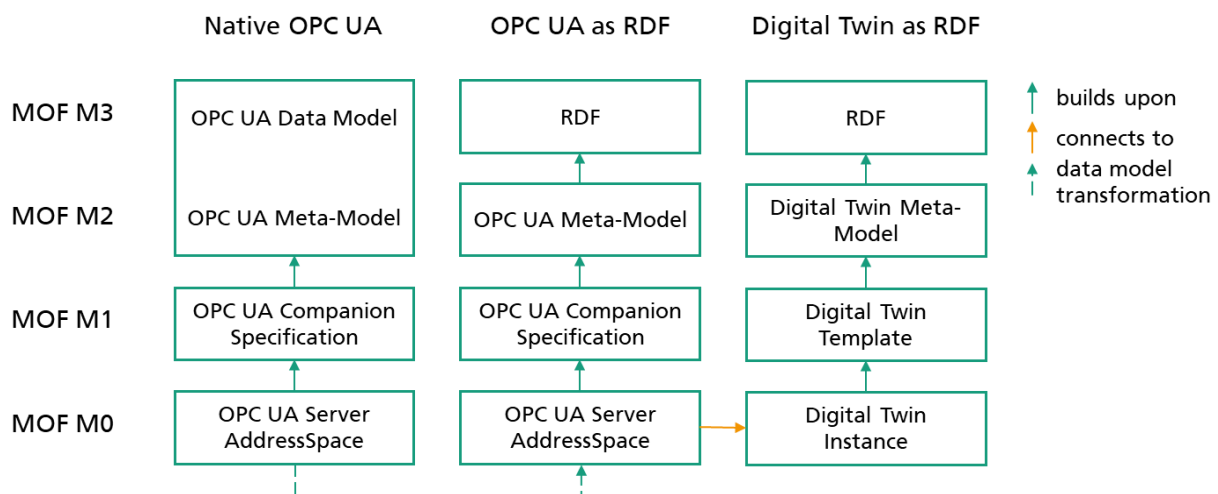 Native OPC UA
OPC UA as RDF
Digital Twin as RDF
MOF M3
OPC UA Data Model
RDF
RDF
builds upon
connects to
data model
transformation
MOF M2
OPC UA Meta-Model
OPC UA Meta-Model
Digital Twin Meta-
Model
MOF M1
OPC UA Companion
Specification
OPC UA Companion
Specification
Digital Twin
Template
MOF M0
OPC UA Server
AddressSpace
OPC UA Server
AddressSpace
Digital Twin
Instance